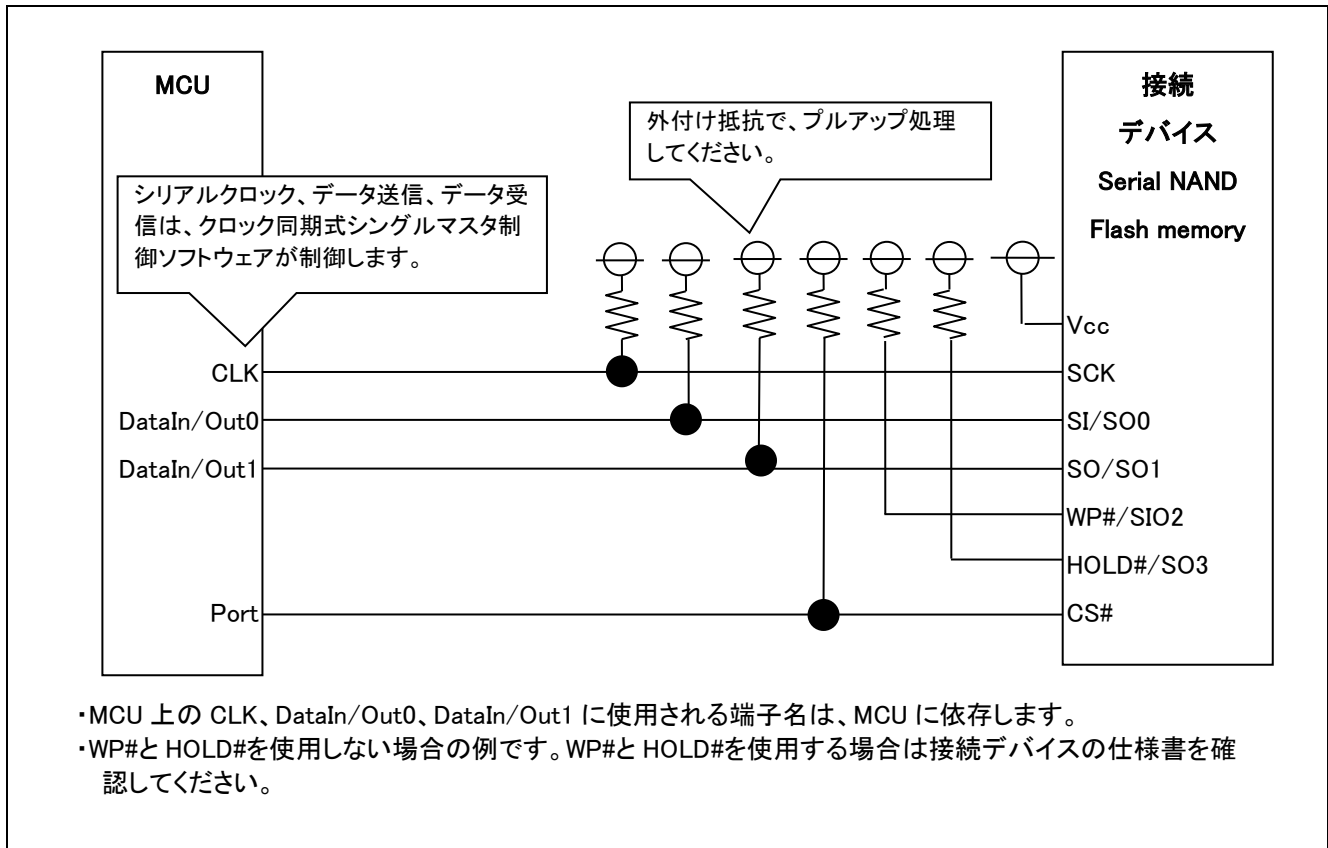 MCU
接続
デバイス
Serial NAND
Flash memory
外付け抵抗で、プルアップ処理
してください。
シリアルクロック、データ送信、データ受
信は、クロック同期式シングルマスタ制
御ソフトウェアが制御します。
Vcc
CLK
SCK
DataIn/Out0
SI/SO0
DataIn/Out1
SO/SO1
WP#/SIO2
HOLD#/SO3
Port
CS#
・MCU 上の CLK、DataIn/Out0、DataIn/Out1 に使用される端子名は、MCU に依存します。
・WP#と HOLD#を使用しない場合の例です。WP#と HOLD#を使用する場合は接続デバイスの仕様書を確
認してください。